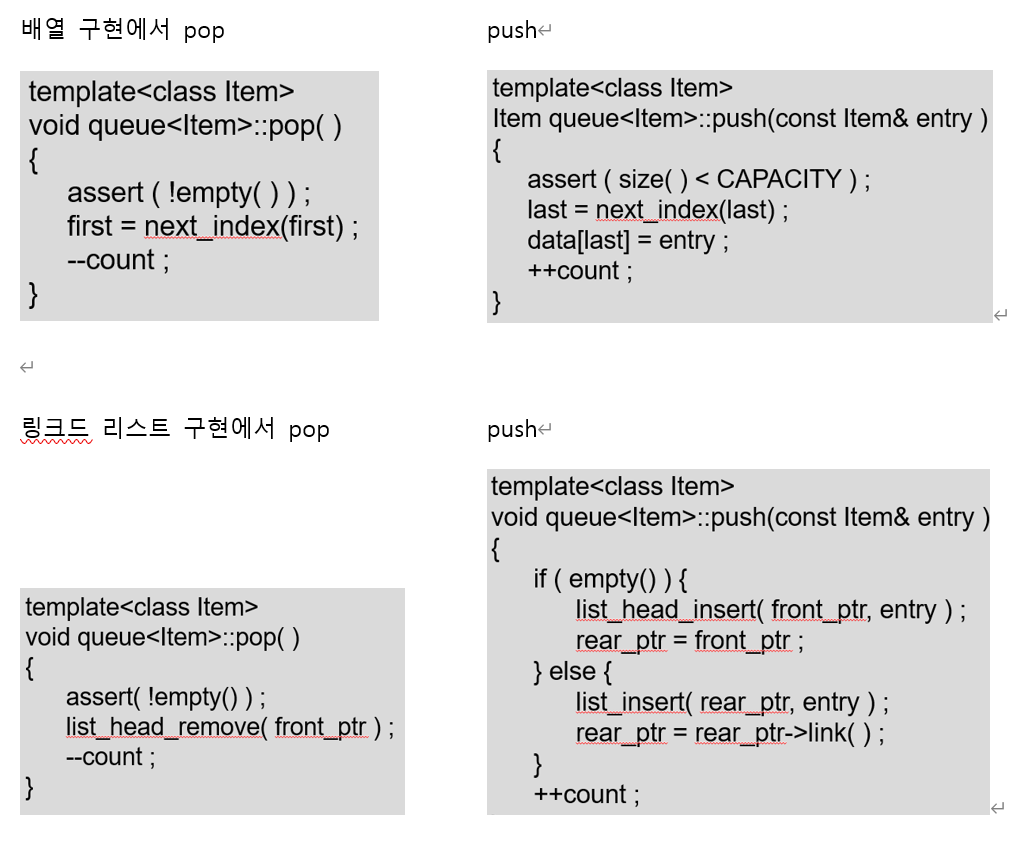 배열 구현에서 pop
push↵
template<class Item>
void queue<Item>::pop( )
{
assert ( !empty( ) ) ;
first = next_index(first) ;
--count ;
}
template<class Item>
Item queue<Item>::push(const Item& entry )
{
assert ( size( ) < CAPACITY ) ;
last = next_index(last) ;
data[last] = entry ;
++count ;
}
↵
↵
링크드 리스트 구현에서 pop
push↵
template<class Item>
void queue<Item>::pop( )
{
assert( !empty() ) ;
list_head_remove( front_ptr ) ;
--count ;
}
template<class Item>
void queue<Item>::push(const Item& entry )
{
if ( empty() ) {
list_head_insert( front_ptr, entry ) ;
rear_ptr = front_ptr ;
} else {
list_insert( rear_ptr, entry ) ;
rear_ptr = rear_ptr->link( ) ;
}
++count ;
↵